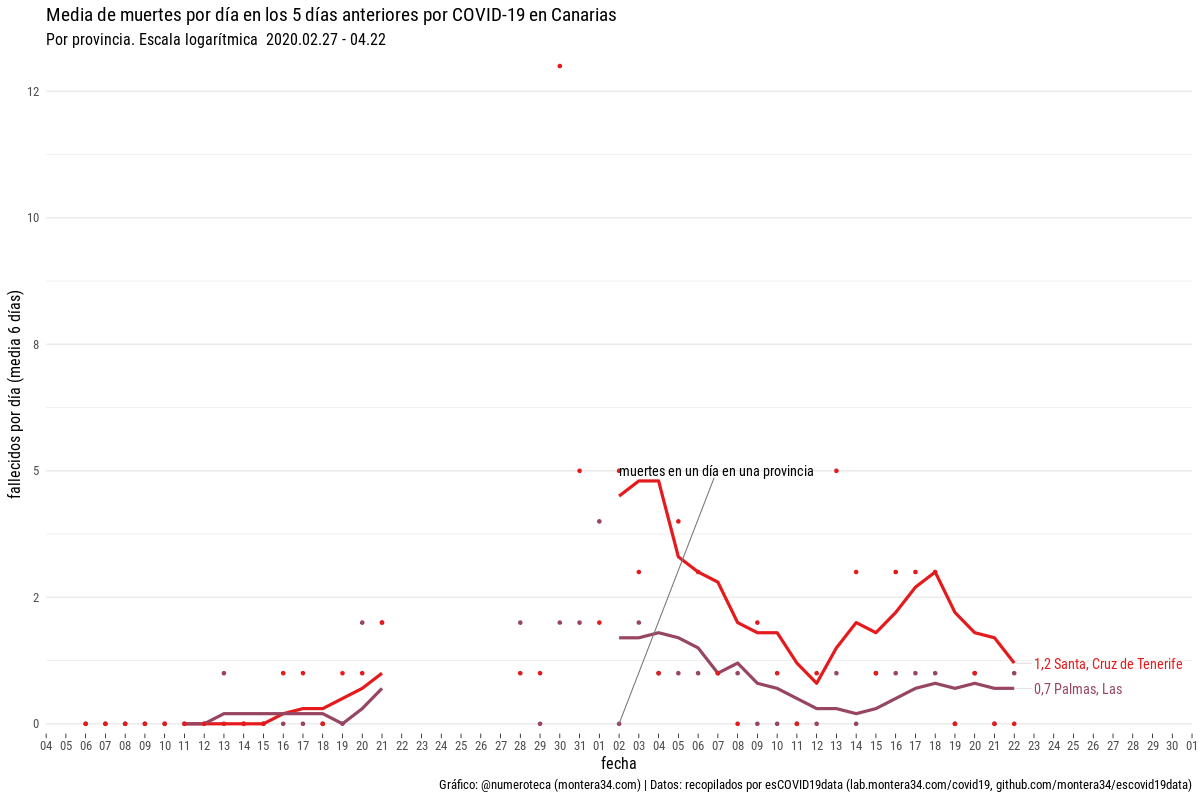 Media de muertes por día en los 5 días anteriores por COVID-19 en Canarias
Por provincia. Escala logarítmica 2020.02.27 - 04.22
fallecidos por día (media 6 días)
12
10
8
5
2
0
muertes en un día en una provincia
1,2 Santa, Cruz de Tenerife
0,7 Palmas, Las
04 05 06 07 08 09 10 11 12 13 14 15 16 17 18 19 20 21 22 23 24 25 26 27 28 29 30 31 01 02 03 04 05 06 07 08 09 10 11 12 13 14 15 16 17 18 19 20 21 22 23 24 25 26 27 28 29 30 01
fecha
Gráfico: @numeroteca (montera34.com) | Datos: recopilados por esCOVID19data (lab.montera34.com/covid19, github.com/montera34/escovid19data)